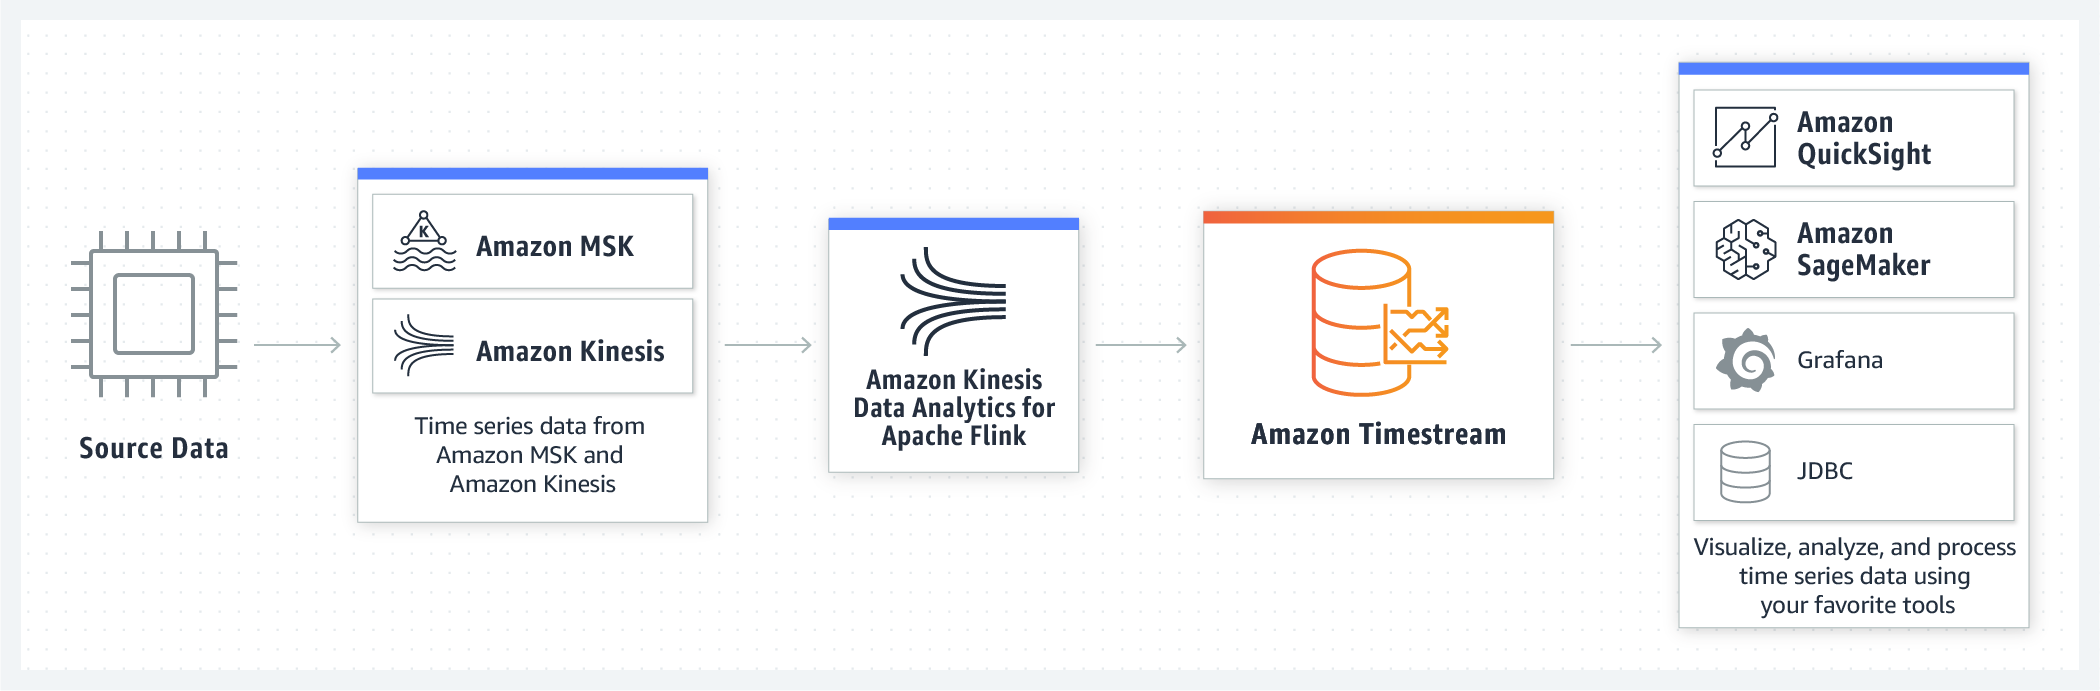 Source Data
K
Amazon MSK
Amazon Kinesis
Time series data from
Amazon MSK and
Amazon Kinesis
Amazon Kinesis
Data Analytics for
Apache Flink
Amazon Timestream
Amazon
QuickSight
Amazon
SageMaker
Grafana
JDBC
Visualize, analyze, and process
time series data using
your favorite tools